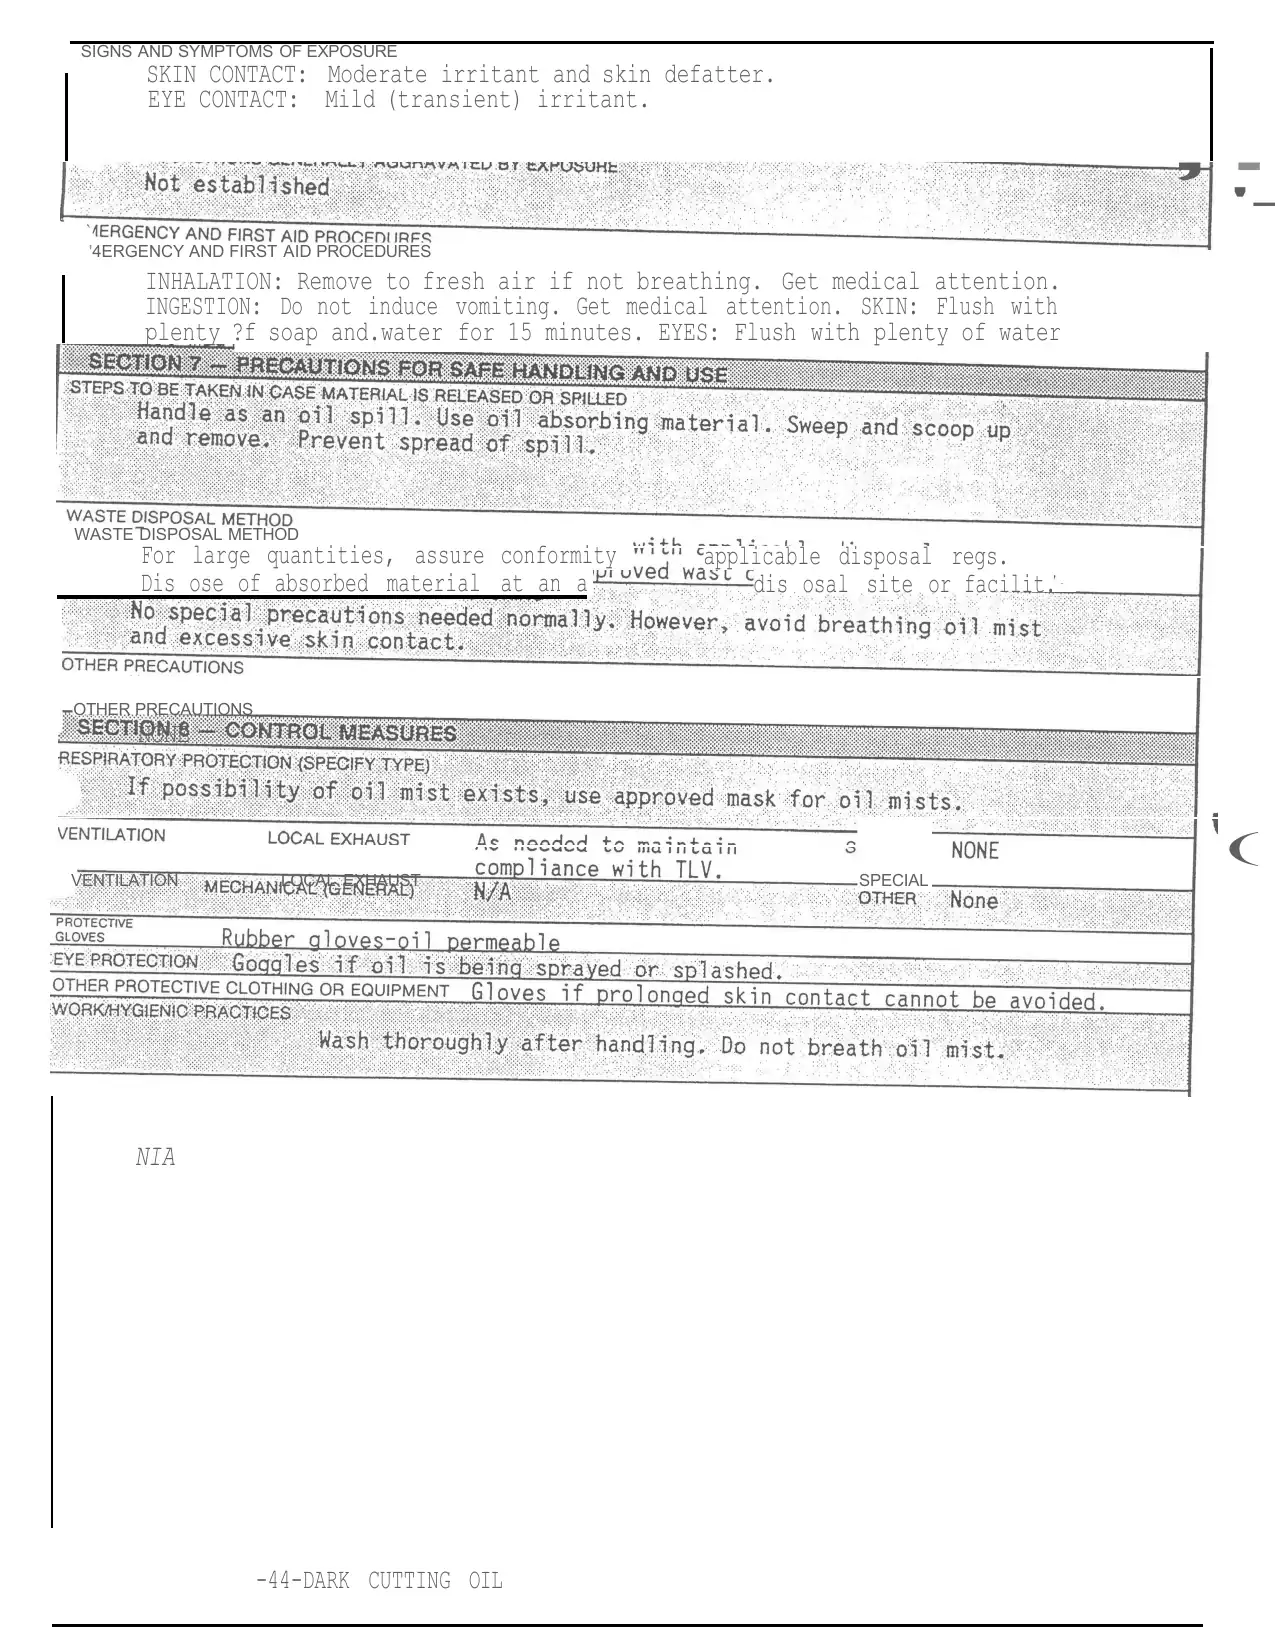 SIGNS AND SYMPTOMS OF EXPOSURE
SKIN CONTACT: Moderate irritant and skin defatter.
EYE CONTACT: Mild (transient) irritant.
GENERALLY AGGRAVATED BY EXPOSURE
Not established
'4ERGENCY AND FIRST AID PROCEDURES
'4ERGENCY AND FIRST AID PROCEDURES
INHALATION: Remove to fresh air if not breathing. Get medical attention.
INGESTION: Do not induce vomiting. Get medical attention. SKIN: Flush with
plenty ?f soap and.water for 15 minutes. EYES: Flush with plenty of water
SECTION 7 — PRECAUTIONS FOR SAFE HANDLING AND USE
STEPS TO BE TAKEN IN CASE MATERIAL IS RELEASED OR SPILLED
Handle as an oil spill. Use oil absorbing material. Sweep and scoop up
and remove. Prevent spread of spill.
WASTE DISPOSAL METHOD
WASTE DISPOSAL METHOD
For large quantities, assure conformity with applicable disposal regs.
Dis ose of absorbed material at an a dis osal site or facilit.
No special precautions needed normally. However, avoid breathing oil mist
and excessive skin contact.
OTHER PRECAUTIONS
OTHER PRECAUTIONS
NONE
SECTION 8 — CONTROL MEASURES
RESPIRATORY PROTECTION (SPECIFY TYPE)
If possibility of oil mist exists, use approved mask for oil mists.
VENTILATION LOCAL EXHAUST As needed to maintain NONE
compliance with TLV.
VENTILATION LOCAL EXHAUST SPECIAL
MECHANICAL (GENERAL) N/A OTHER None
PROTECTIVE
GLOVES Rubber gloves-oil permeable
EYE PROTECTION Goggles if oil is being sprayed or splashed.
OTHER PROTECTIVE CLOTHING OR EQUIPMENT Gloves if prolonged skin contact cannot be avoided.
WORK/HYGIENIC PRACTICES
Wash thoroughly after handling. Do not breath oil mist.
NIA
-44-DARK CUTTING OIL